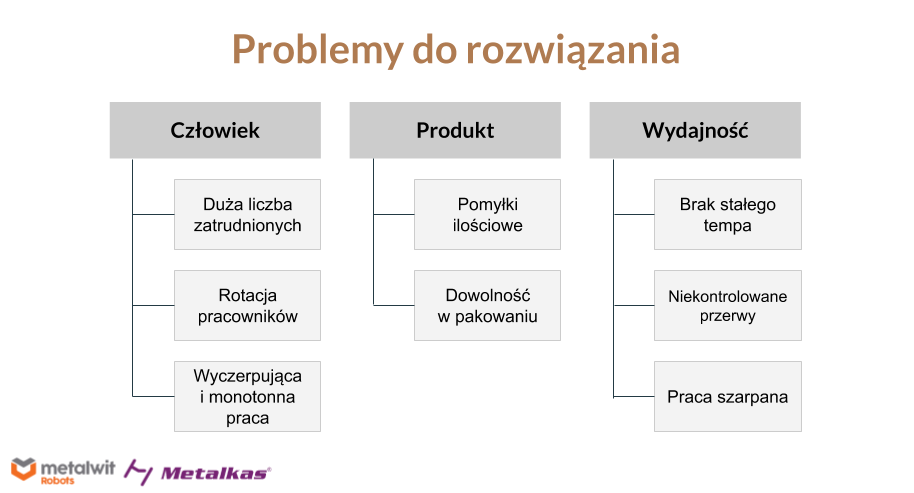 Problemy do rozwiązania
Człowiek
Duża liczba
zatrudnionych
Rotacja
pracowników
Wyczerpująca
i monotonna
praca
Produkt
Pomyłki
ilościowe
Dowolność
w pakowaniu
Wydajność
Brak stałego
tempa
Niekontrolowane
przerwy
Praca szarpana
metalwit
Robots
Metalkas